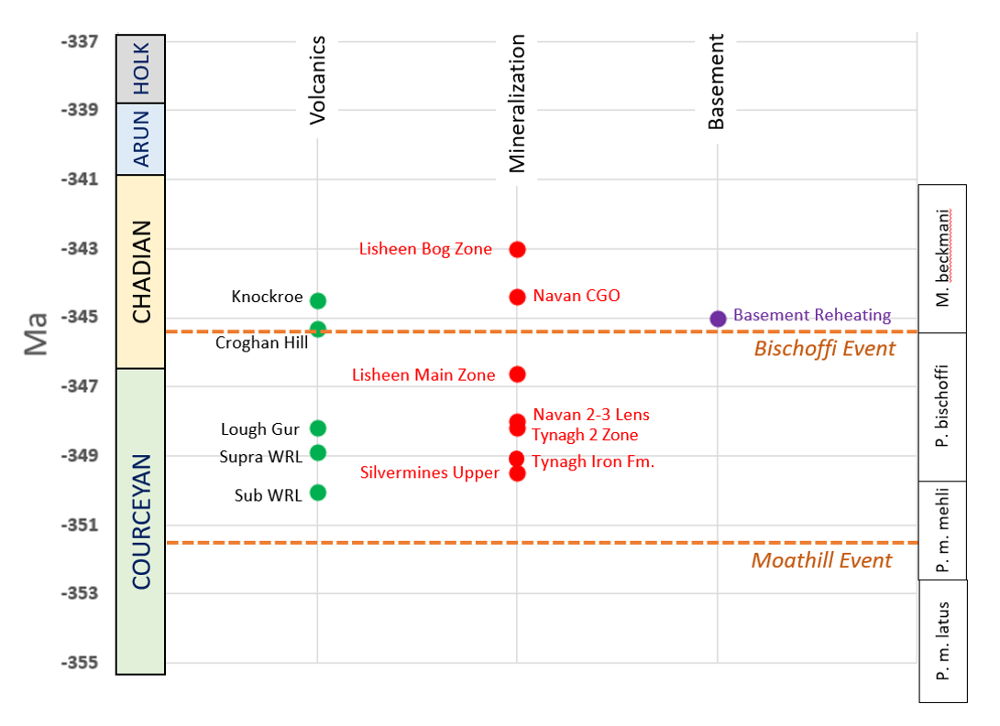 -337
-339
-341
-343
-345
-347
-349
-351
-353
-355
Ma
HOLK
ARUN
CHADIAN
COURCEYAN
Volcanics
Mineralization
Basement
Lisheen Bog Zone
Knockroe
Navan CGO
Basement Reheating
Croghan Hill
Bischoffi Event
Lisheen Main Zone
Navan 2-3 Lens
Lough Gur
Tynagh 2 Zone
Supra WRL
Tynagh Iron Fm.
Silvermines Upper
Sub WRL
Moathill Event
M. beckmani
P. bischoffi
P. m. mehli
P. m. latus